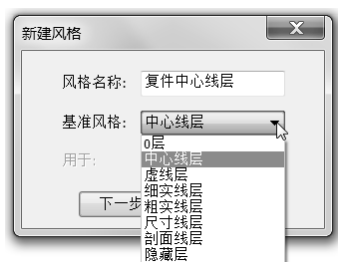 新建风格
风格名称: 复件中心线层
基准风格: 中心线层
0层
用于: 中心线层
虚线层
细实线层
下一步 粗实线层
尺寸线层
剖面线层
隐藏层